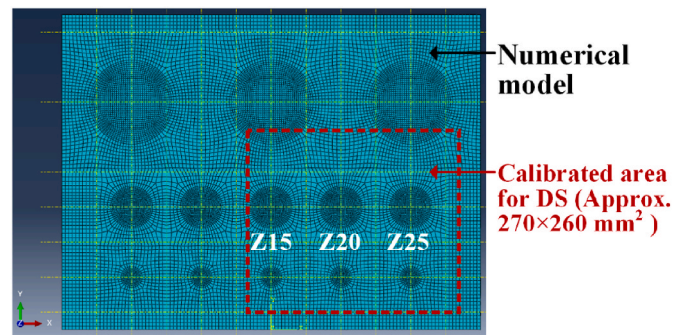 Numerical
model
Calibrated area
for DS (Approx.
270×260 mm²)
Z15 Z20 Z25
Y
Z X